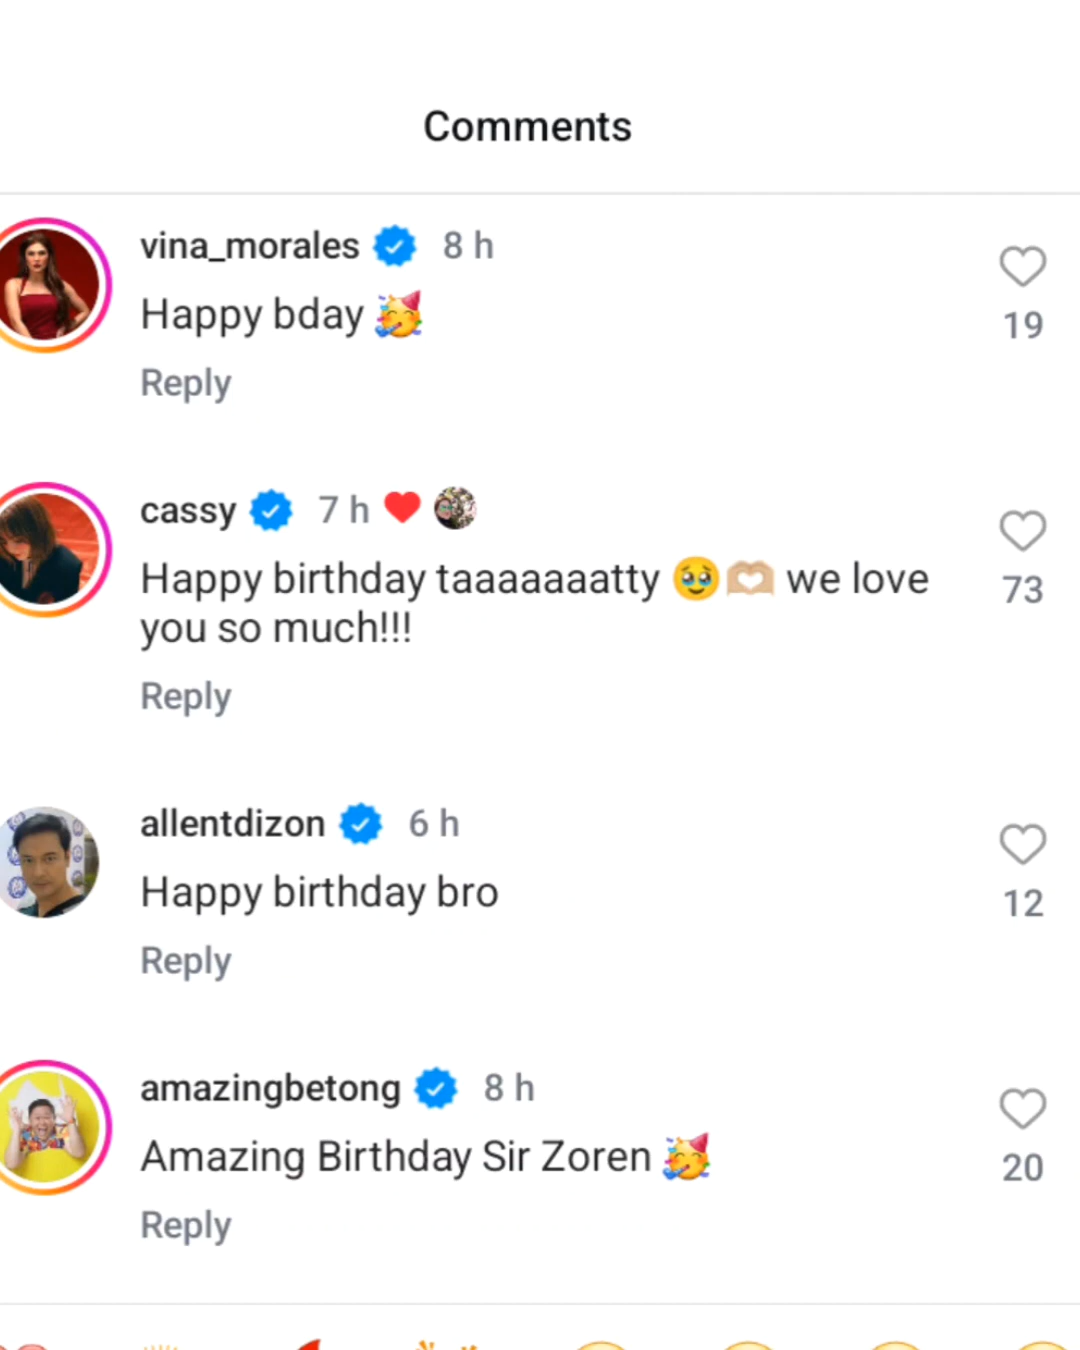 Comments
vina_morales 8 h
Happy bday 🥳
19
Reply
cassy 7 h ❤️
Happy birthday taaaaaaatty 🥹🫶🏼 we love
you so much!!!
73
Reply
allentdizon 6 h
Happy birthday bro
12
Reply
amazingbetong 8 h
Amazing Birthday Sir Zoren 🥳
20
Reply